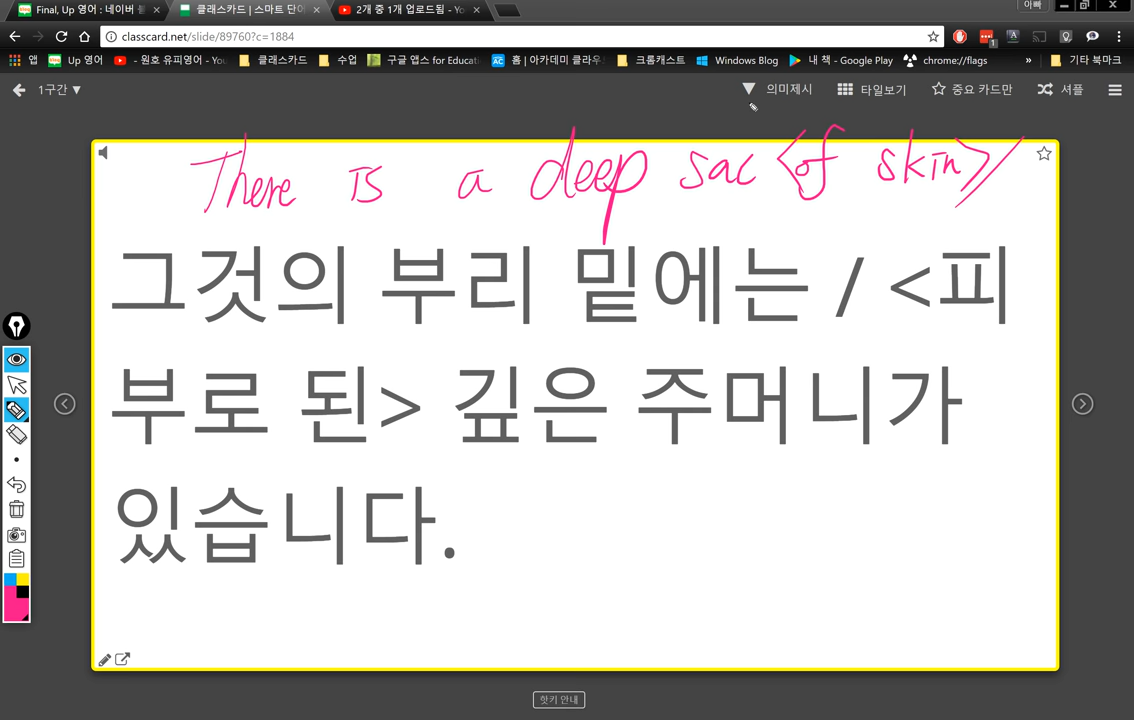 Final, Up 영어 : 네이버 블
클래스카드 | 스마트 단어
2개 중 1개 업로드됨 - Yo
아빠
classcard.net/slide/89760?c=1884
앱
Up 영어
- 원호 유피영어 - You
클래스카드
수업
구글 앱스 for Educati
홈 | 아카데미 클라우
크롬캐스트
Windows Blog
내 책 - Google Play
chrome://flags
»
기타 북마크
1구간 ▼
의미제시
타일보기
중요 카드만
셔플
There is a deep sac <of skin> /
그것의 부리 밑에는 / <피
부로 된> 깊은 주머니가
있습니다.
핫키 안내